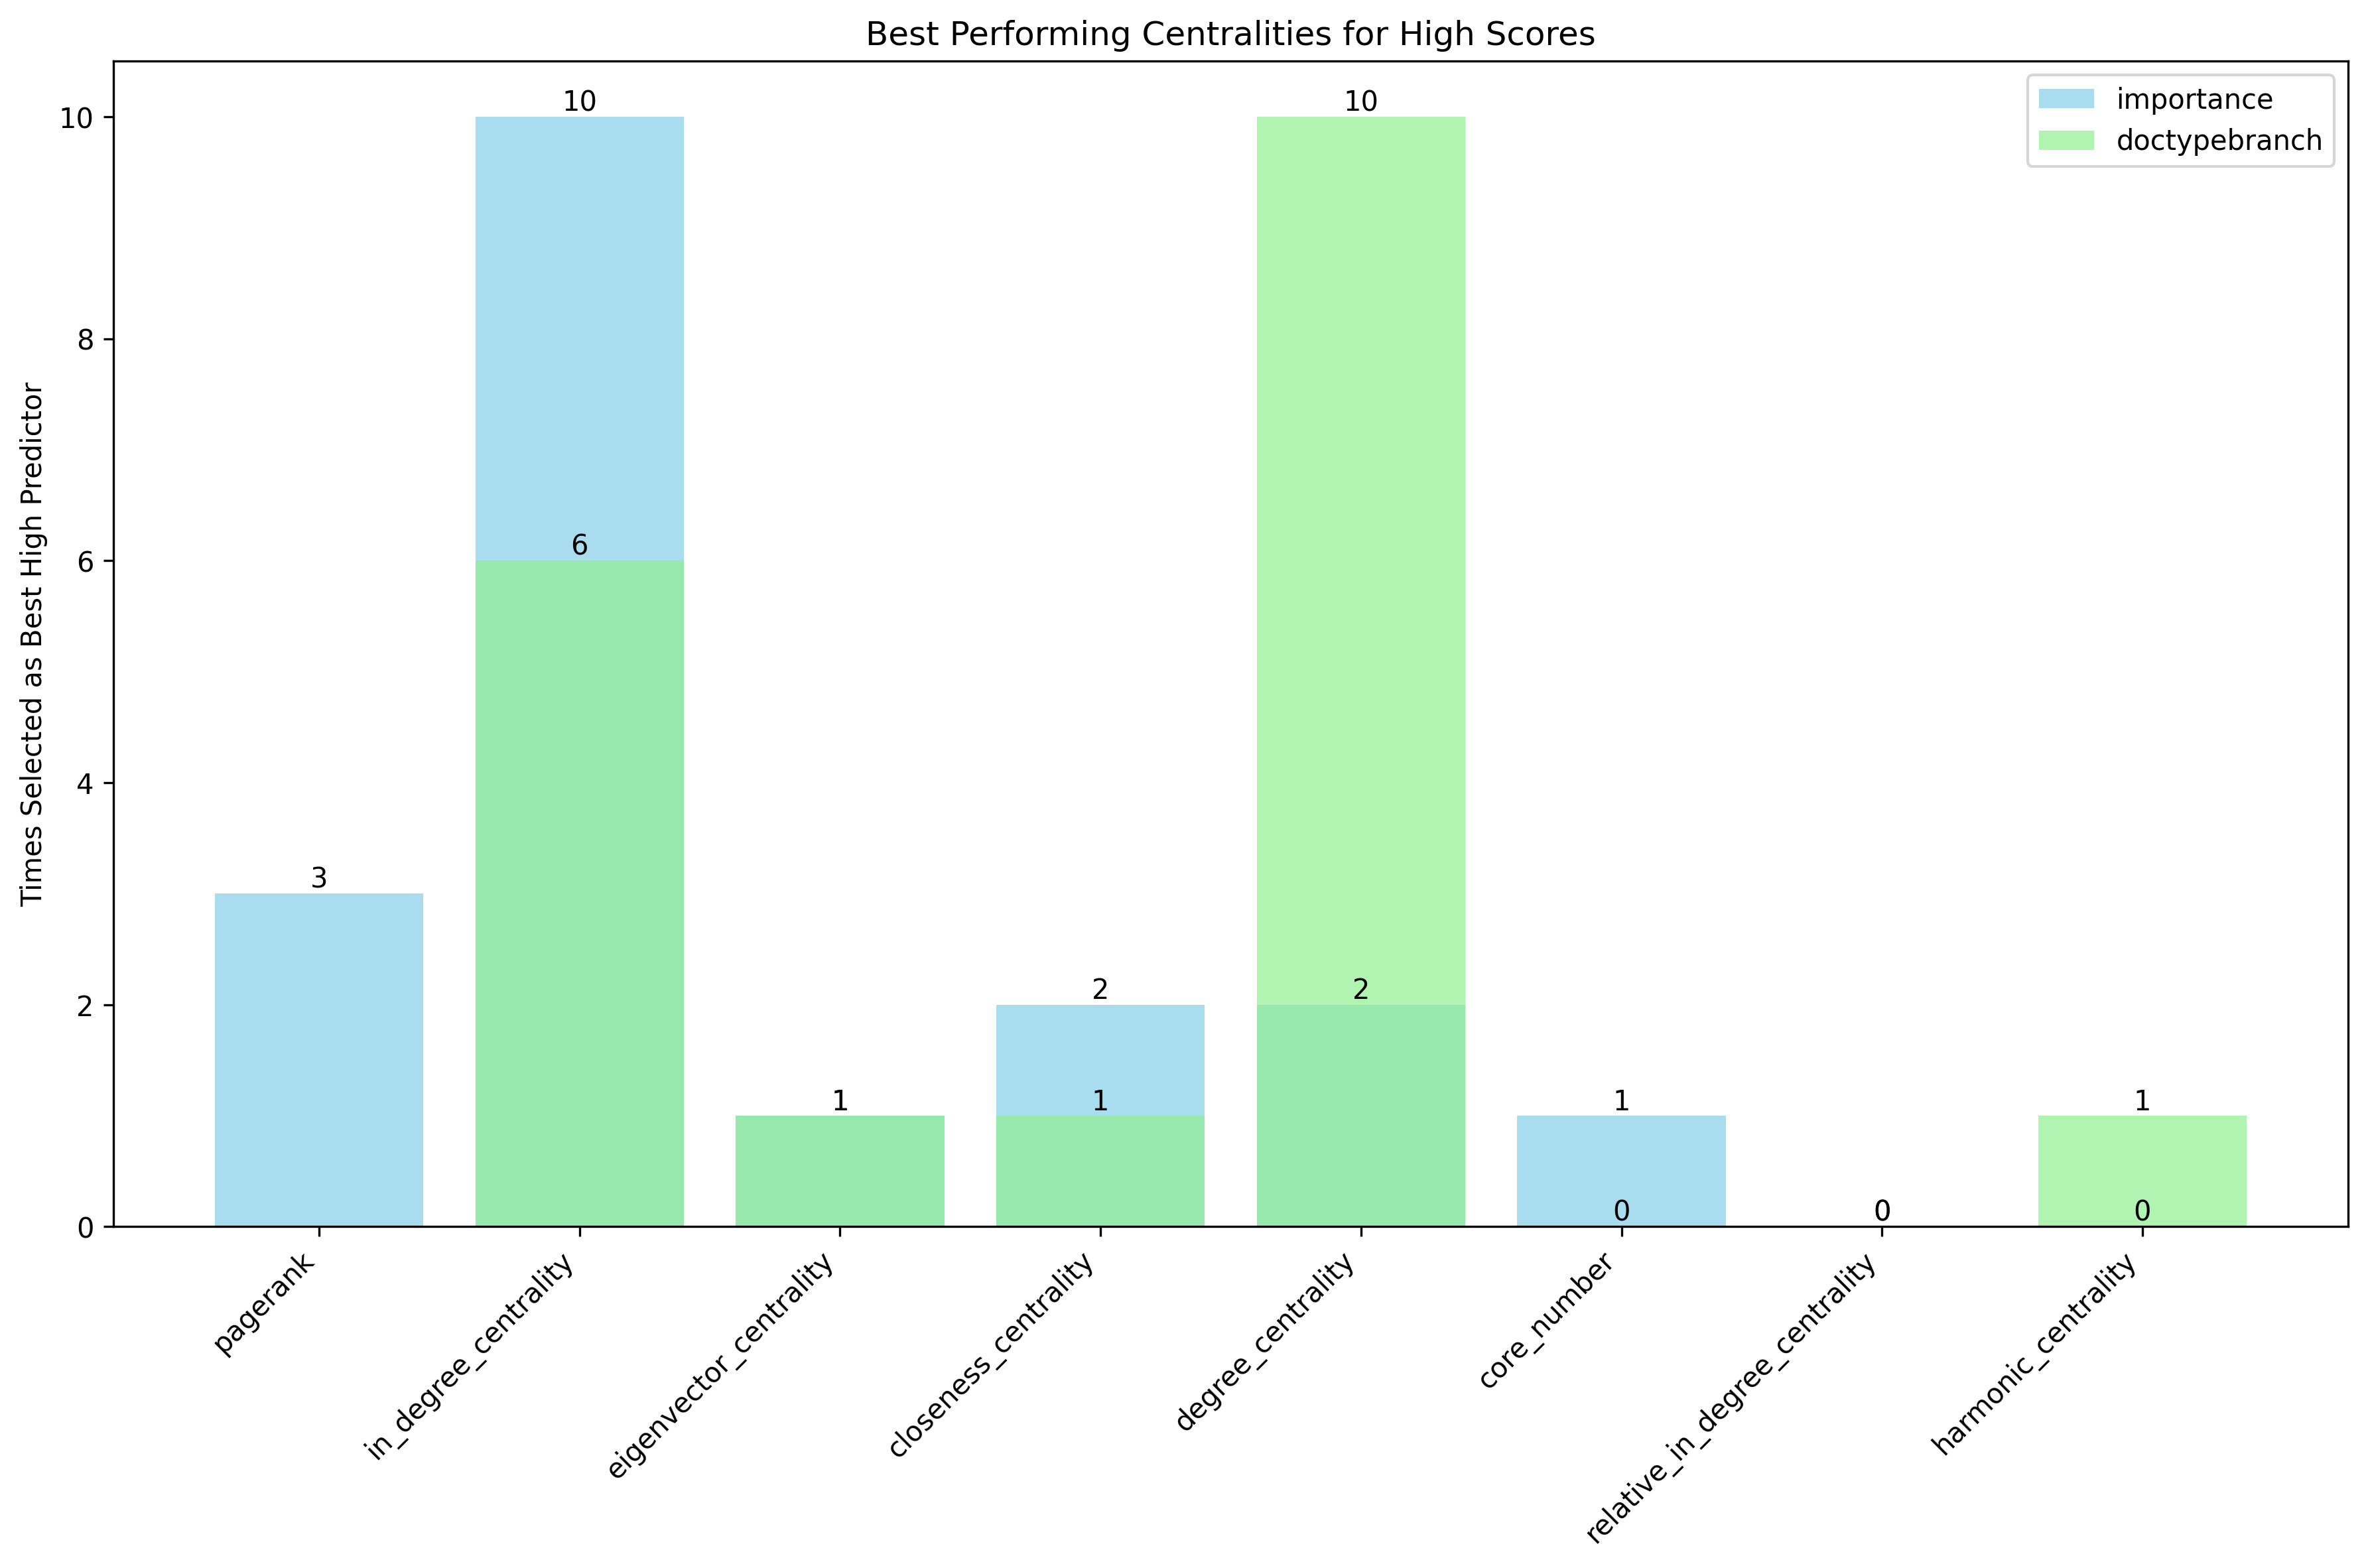 Best Performing Centralities for High Scores
importance
doctypebranch
Times Selected as Best High Predictor
10
8
6
4
2
0
3
10
6
1
2
1
10
2
1
0
0
1
0
pagerank
in_degree_centrality
eigenvector_centrality
closeness_centrality
degree_centrality
core_number
relative_in_degree_centrality
harmonic_centrality